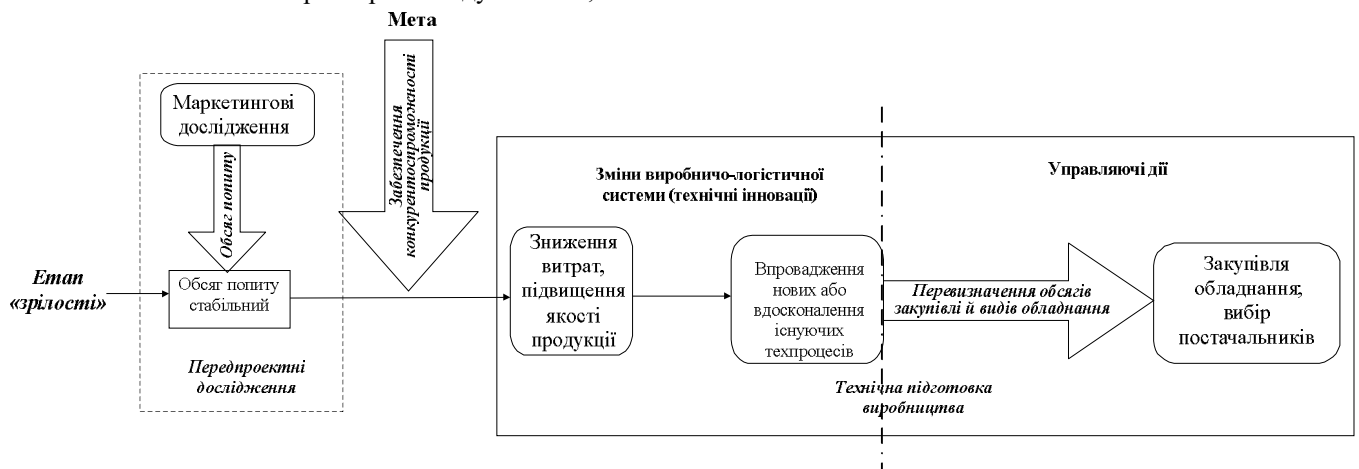 Мета
Маркетингові
дослідження
Обсяг попиту
Забезпечення
конкурентоспроможності
продукції
Зміни виробничо-логістичної
системи (технічні інновації)
Управляючі дії
Етап
«зрілості»
Обсяг попиту
стабільний
Зниження
витрат,
підвищення
якості
продукції
Впровадження
нових або
вдосконалення
існуючих
техпроцесів
Перевизначення обсягів
закупівлі й видів обладнання
Закупівля
обладнання;
вибір
постачальників
Передпроектні
дослідження
Технічна підготовка
виробництва